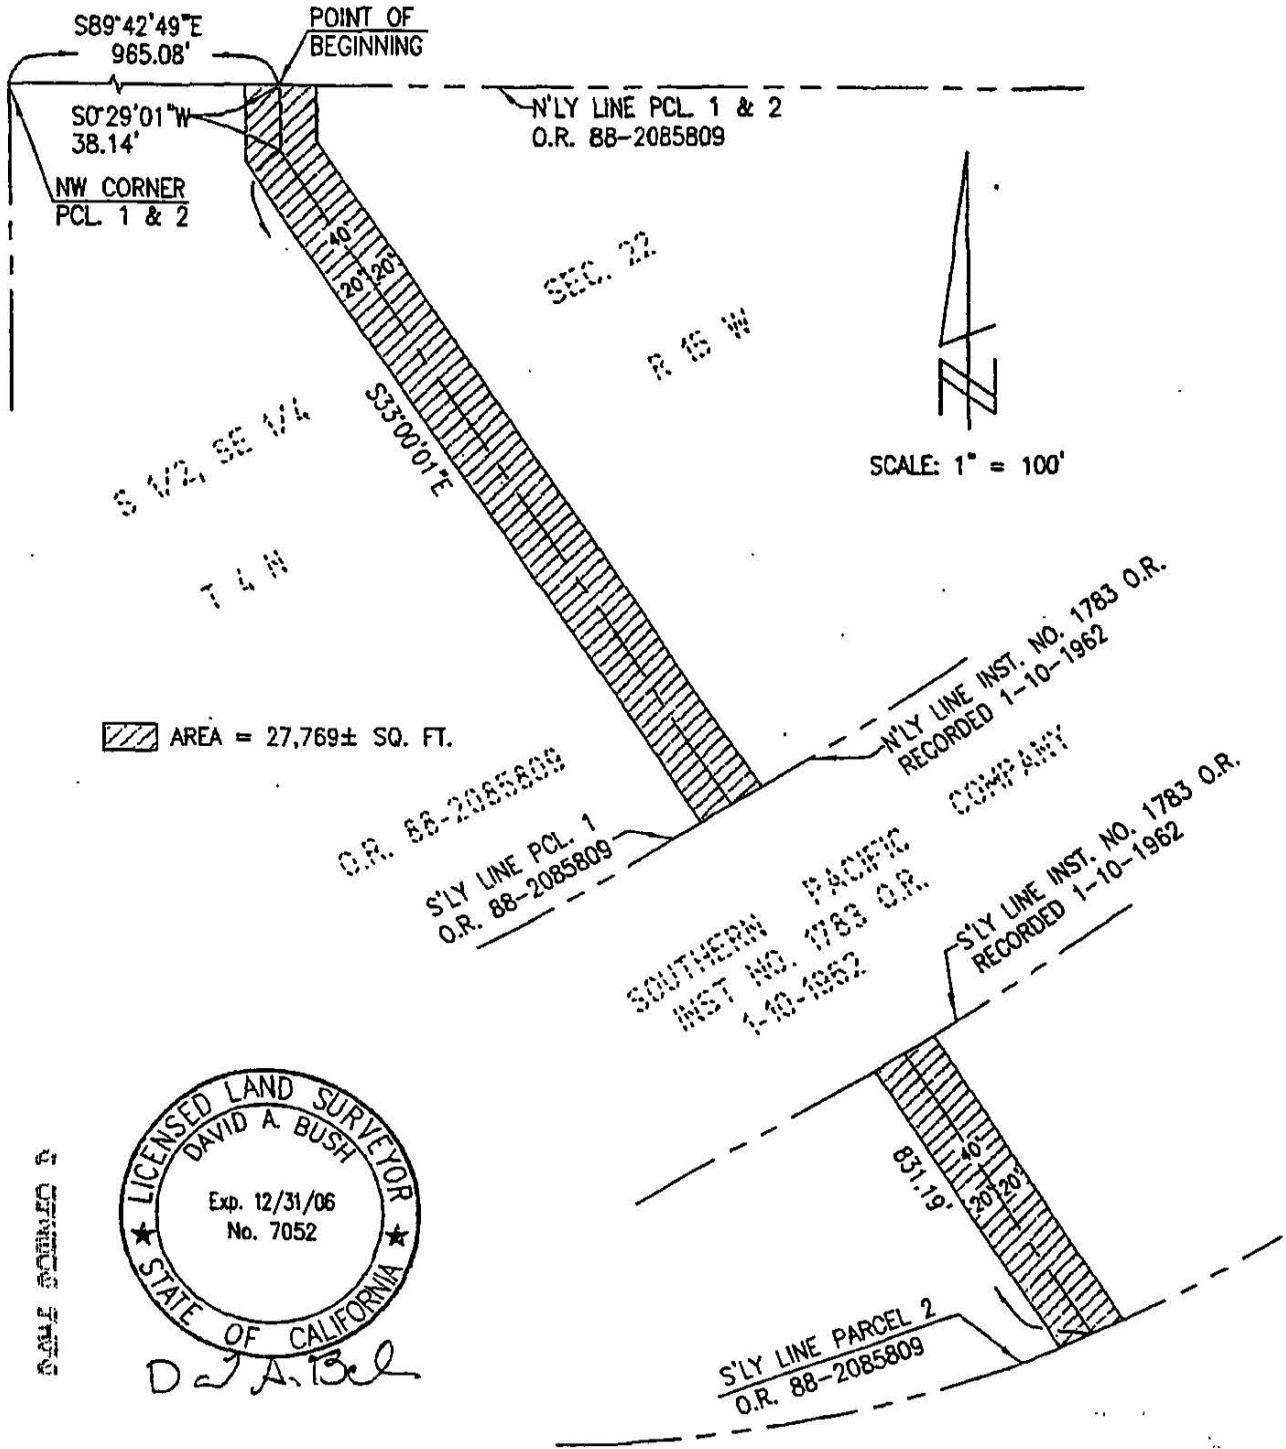 S89°42'49"E
965.08'
POINT OF
BEGINNING
S0°29'01"W
38.14'
NW CORNER
PCL. 1 & 2
N'LY LINE PCL. 1 & 2
O.R. 88-2085809
40'
20' 20'
SEC. 22
R 15 W
S33°00'01"E
N
SCALE: 1" = 100'
S 1/2, SE 1/4
T 4 N
AREA = 27,769± SQ. FT.
N'LY LINE INST. NO. 1783 O.R.
RECORDED 1-10-1962
O.R. 88-2085809
S'LY LINE PCL. 1
O.R. 88-2085809
SOUTHERN PACIFIC COMPANY
INST NO. 1783 O.R.
1-10-1962
S'LY LINE INST. NO. 1783 O.R.
RECORDED 1-10-1962
40'
20' 20'
831.19'
S'LY LINE PARCEL 2
O.R. 88-2085809
LICENSED LAND SURVEYOR
DAVID A. BUSH
Exp. 12/31/06
No. 7052
STATE OF CALIFORNIA